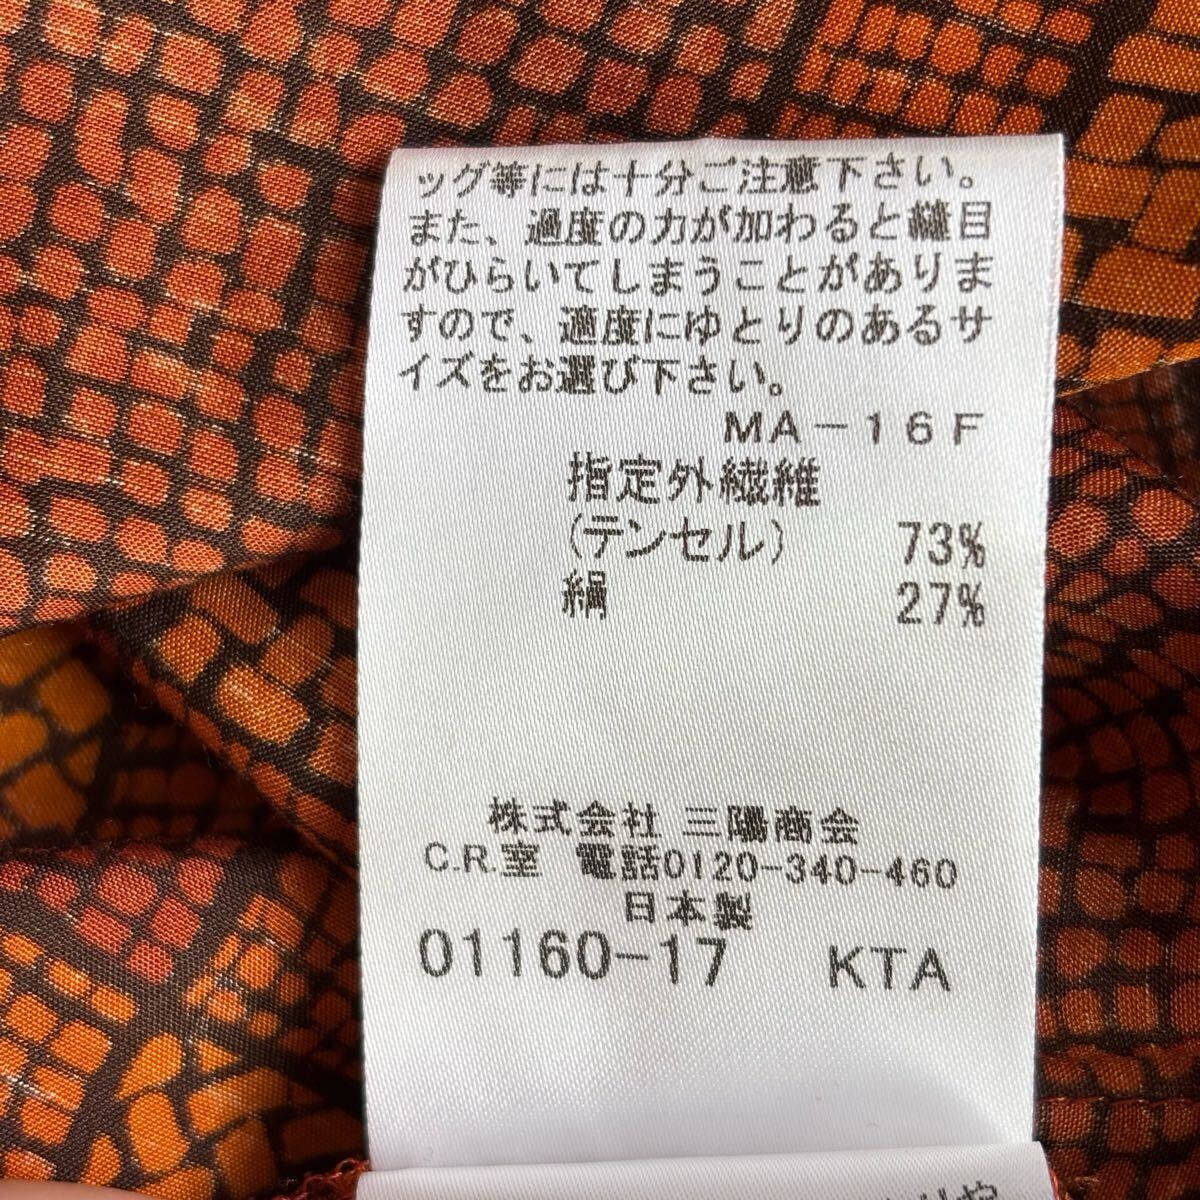 ッグ等には十分ご注意下さい。
また、過度の力が加わると縫目
がひらいてしまうことがありま
すので、適度にゆとりのあるサ
イズをお選び下さい。
MA-16F
指定外繊維
(テンセル) 73%
絹 27%
株式会社 三陽商会
C.R.室 電話0120-340-460
日本製
01160-17 KTA